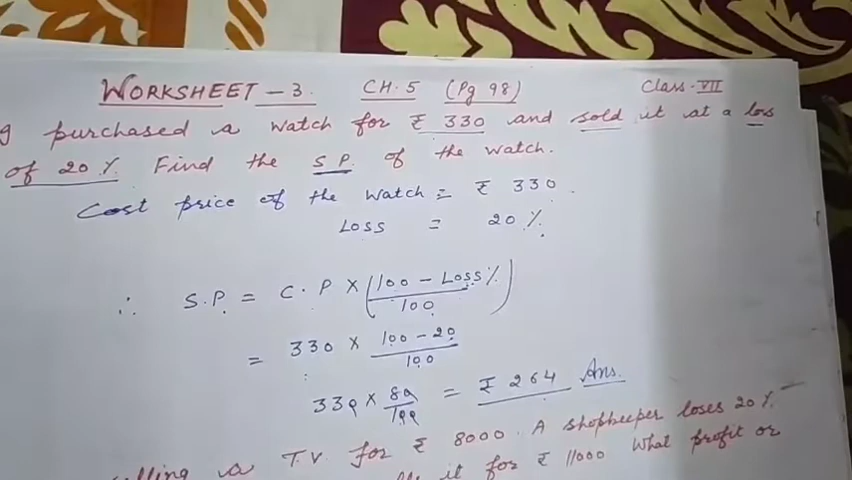 WORKSHEET - 3. CH. 5 (Pg 98) Class - VII
g purchased a watch for ₹ 330 and sold it at a loss
of 20 %. Find the S P. of the watch.
Cost price of the watch = ₹ 330.
Loss = 20 %.
∴ S.P = C.P × (100 - Loss% / 100)
= 330 × 100 - 20 / 100
330 × 80 / 100 = ₹ 264 Ans.
selling a T.V for ₹ 8000. A shopkeeper loses 20 %.
it for ₹ 11000 What profit or